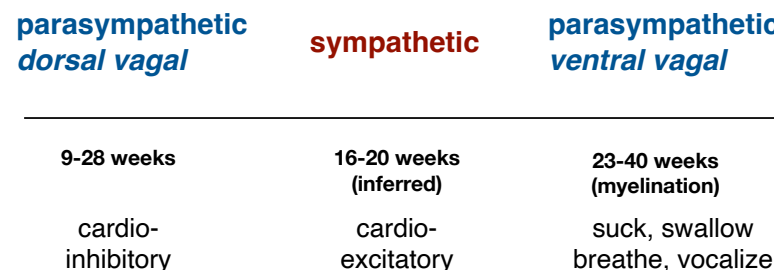 parasympathetic
dorsal vagal
sympathetic
parasympathetic
ventral vagal
9-28 weeks
16-20 weeks
(inferred)
23-40 weeks
(myelination)
cardio-
inhibitory
cardio-
excitatory
suck, swallow
breathe, vocalize